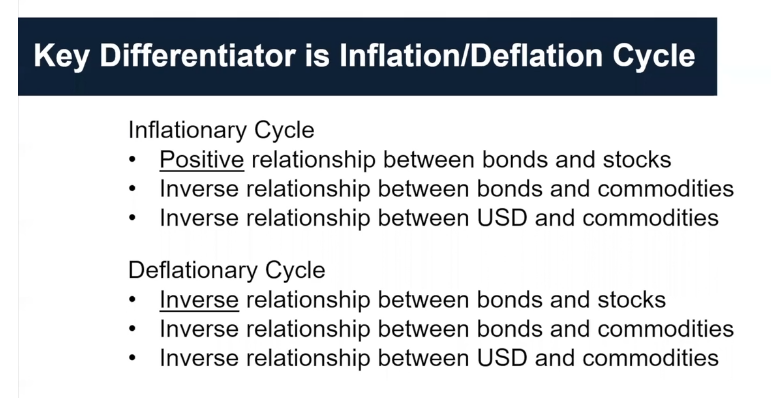 Key Differentiator is Inflation/Deflation Cycle
Inflationary Cycle
• Positive relationship between bonds and stocks
• Inverse relationship between bonds and commodities
• Inverse relationship between USD and commodities
Deflationary Cycle
• Inverse relationship between bonds and stocks
• Inverse relationship between bonds and commodities
• Inverse relationship between USD and commodities